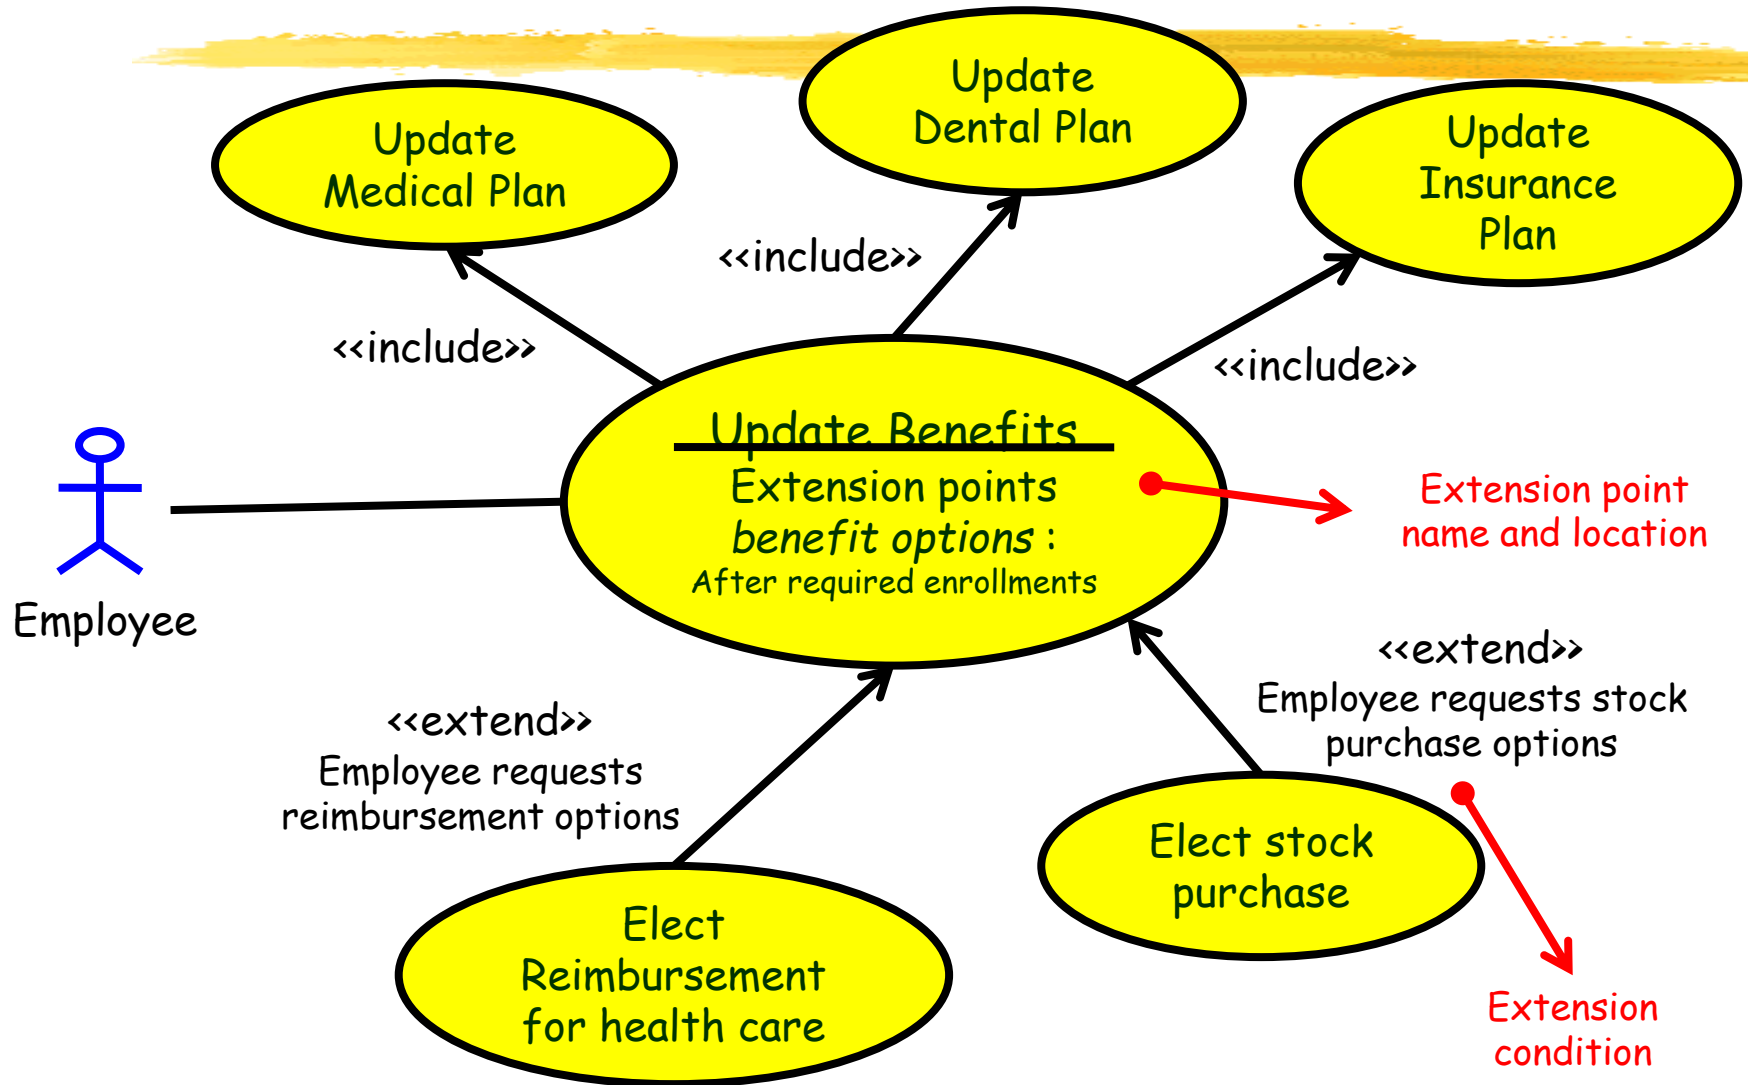 Update
Medical Plan
Update
Dental Plan
Update
Insurance
Plan
<<include>>
<<include>>
<<include>>
Employee
Update Benefits
Extension points
benefit options :
After required enrollments
Extension point
name and location
<<extend>>
Employee requests
reimbursement options
<<extend>>
Employee requests stock
purchase options
Elect
Reimbursement
for health care
Elect stock
purchase
Extension
condition